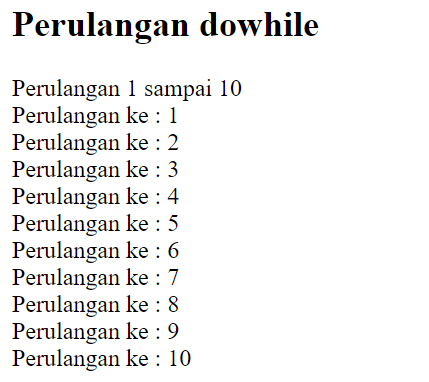 Perulangan dowhile
Perulangan 1 sampai 10
Perulangan ke : 1
Perulangan ke : 2
Perulangan ke : 3
Perulangan ke : 4
Perulangan ke : 5
Perulangan ke : 6
Perulangan ke : 7
Perulangan ke : 8
Perulangan ke : 9
Perulangan ke : 10